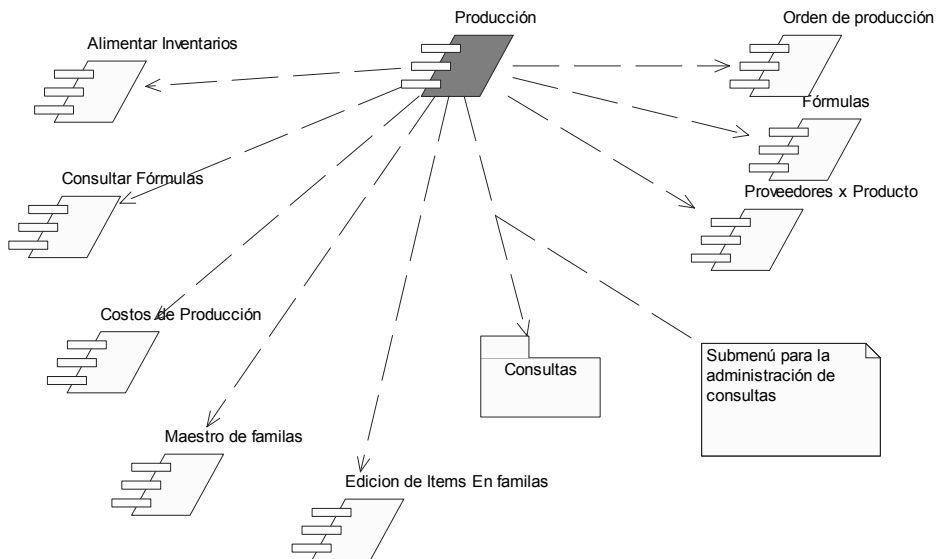 Producción
Orden de producción
Alimentar Inventarios
Fórmulas
Consultar Fórmulas
Proveedores x Producto
Costos de Producción
Consultas
Submenú para la
administración de
consultas
Maestro de familas
Edicion de Items En familas